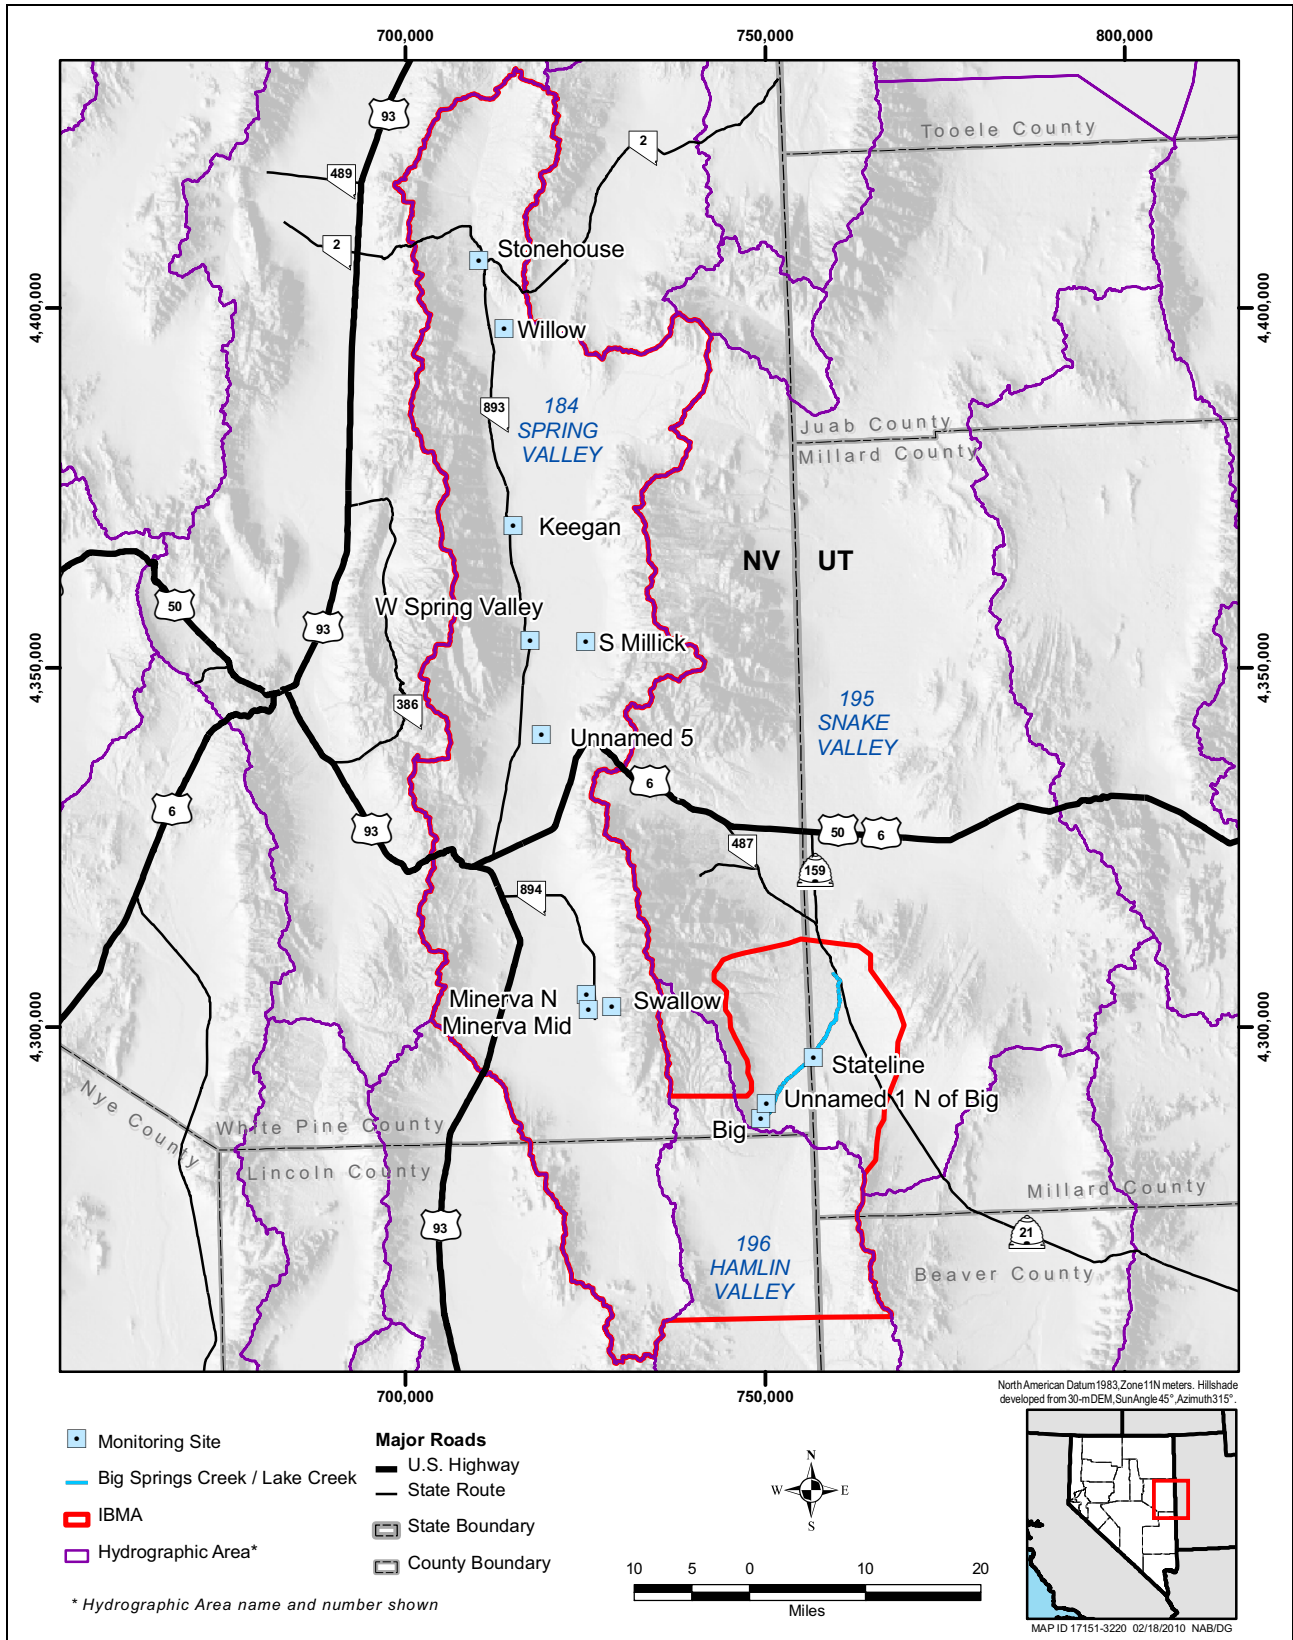 700,000
750,000
800,000
93
2
Tooele County
489
2
Stonehouse
4,400,000
4,400,000
Willow
893
184
SPRING
VALLEY
Juab County
Millard County
Keegan
NV
UT
50
93
W Spring Valley
S Millick
4,350,000
4,350,000
386
195
SNAKE
VALLEY
Unnamed 5
6
6
93
50
6
487
159
894
Minerva N
Minerva Mid
Swallow
4,300,000
4,300,000
Stateline
Unnamed 1 N of Big
Big
Nye County
White Pine County
Lincoln County
Millard County
93
21
196
HAMLIN
VALLEY
Beaver County
700,000
750,000
North American Datum 1983, Zone 11N meters. Hillshade
developed from 30-m DEM, Sun Angle 45°, Azimuth 315°.
Monitoring Site
Big Springs Creek / Lake Creek
IBMA
Hydrographic Area*
* Hydrographic Area name and number shown
Major Roads
U.S. Highway
State Route
State Boundary
County Boundary
N
W
E
S
10
5
0
10
20
Miles
MAP ID 17151-3220 02/18/2010 NAB/DG